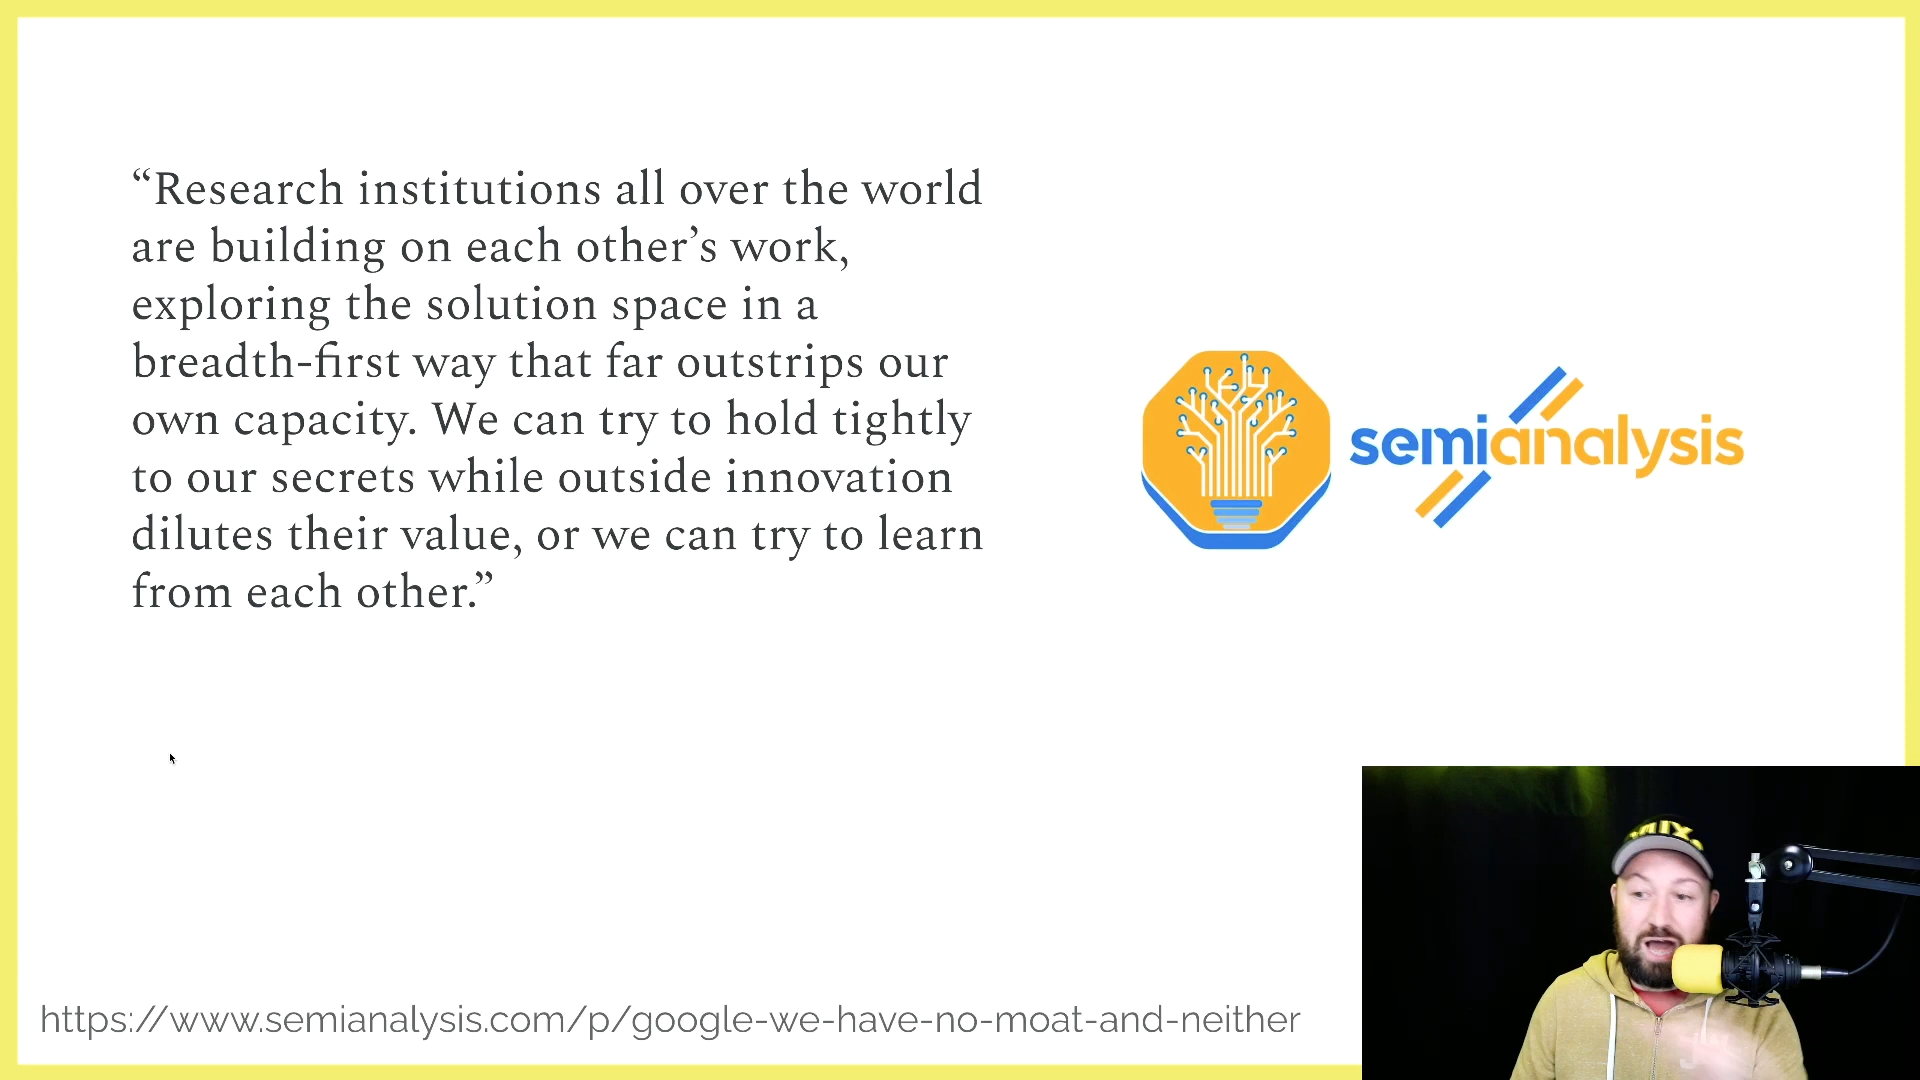 “Research institutions all over the world
are building on each other’s work,
exploring the solution space in a
breadth-first way that far outstrips our
own capacity. We can try to hold tightly
to our secrets while outside innovation
dilutes their value, or we can try to learn
from each other.”
semianalysis
https://www.semianalysis.com/p/google-we-have-no-moat-and-neither